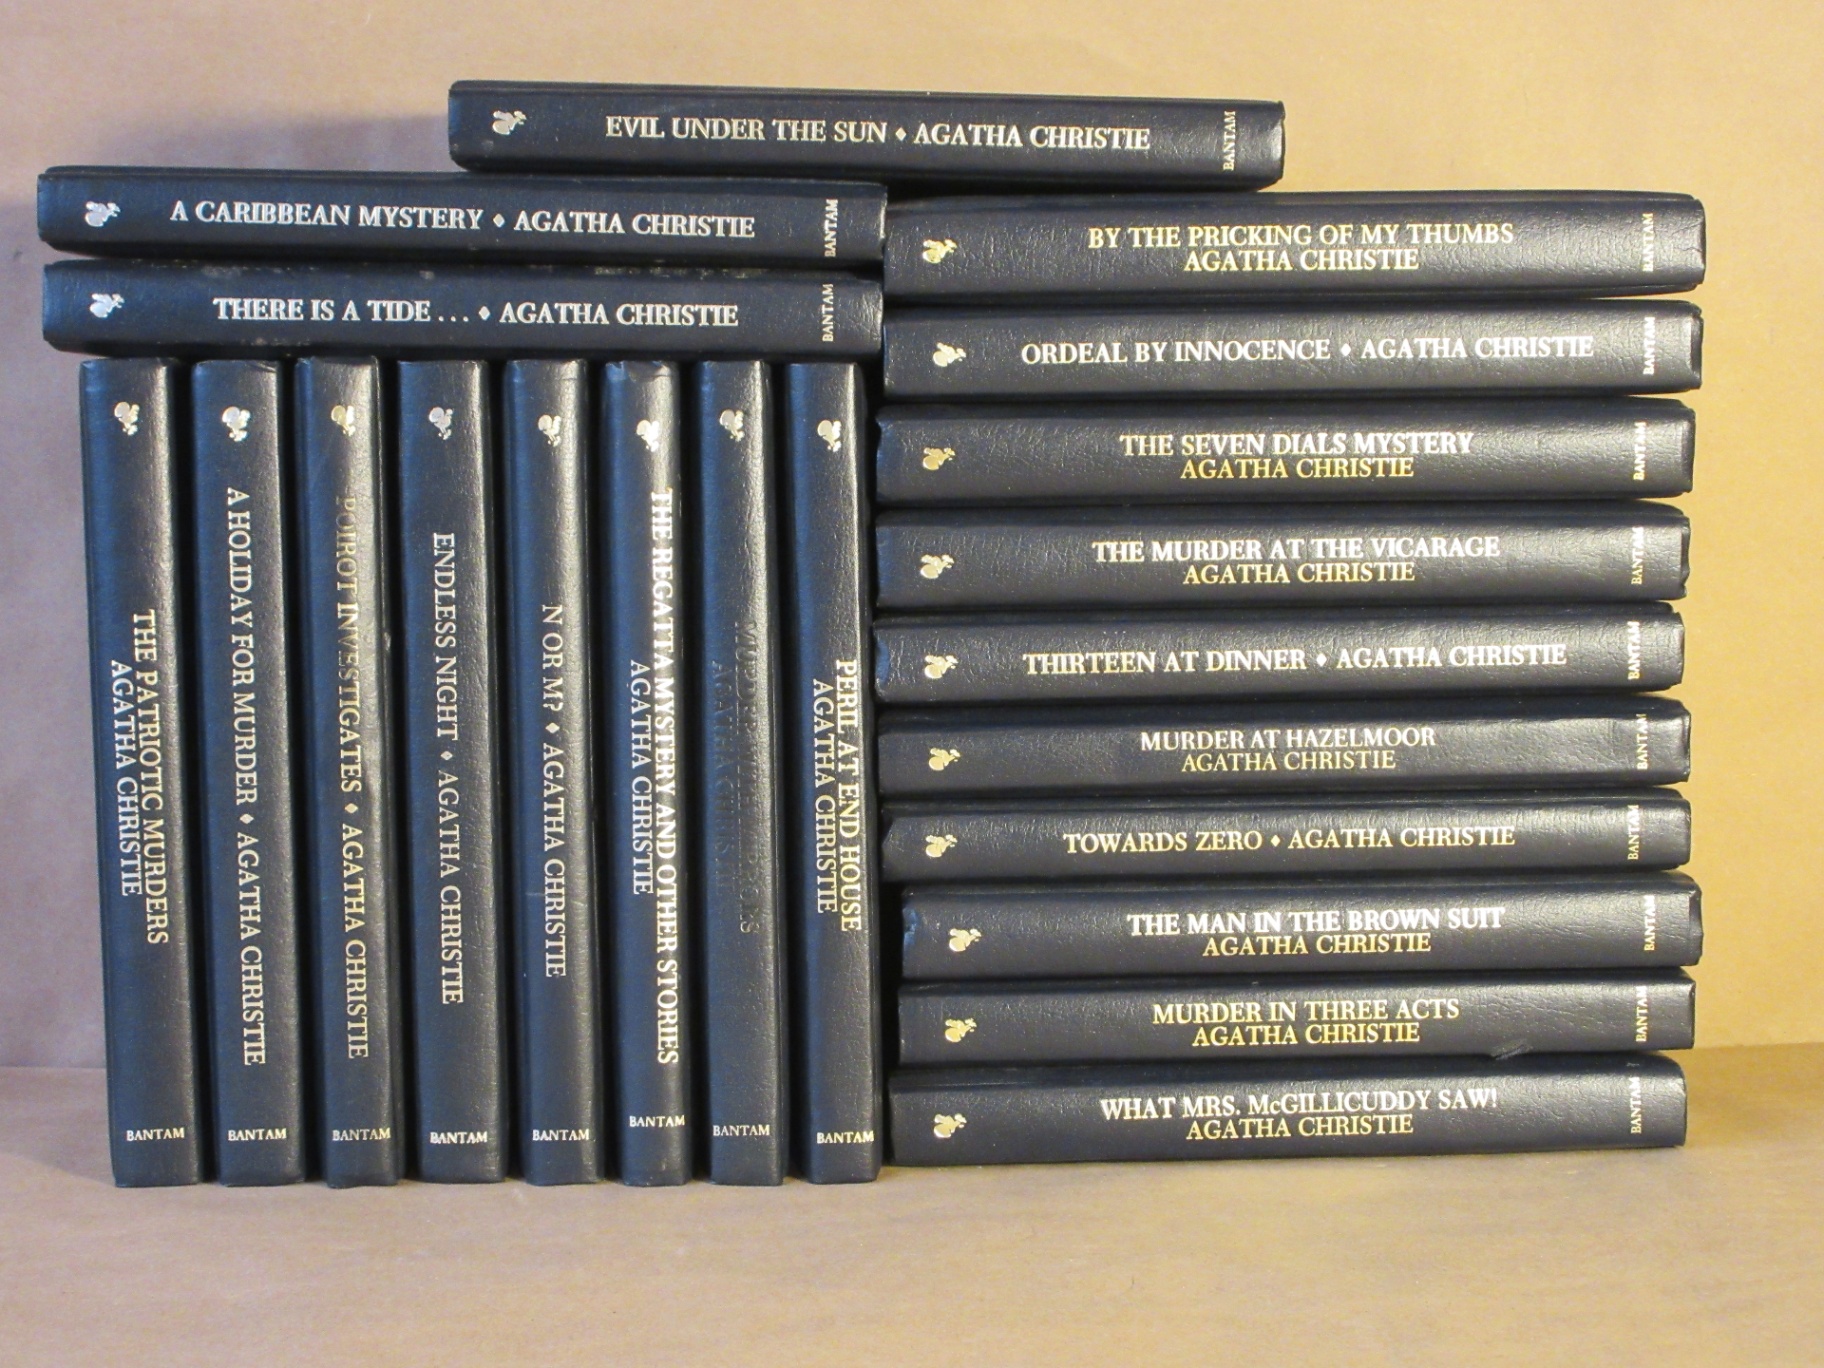 EVIL UNDER THE SUN ⬥ AGATHA CHRISTIE
BANTAM
A CARIBBEAN MYSTERY ⬥ AGATHA CHRISTIE
BANTAM
THERE IS A TIDE... ⬥ AGATHA CHRISTIE
BANTAM
THE PATRIOTIC MURDERS
AGATHA CHRISTIE
BANTAM
A HOLIDAY FOR MURDER ⬥ AGATHA CHRISTIE
BANTAM
POIROT INVESTIGATES ⬥ AGATHA CHRISTIE
BANTAM
ENDLESS NIGHT ⬥ AGATHA CHRISTIE
BANTAM
N OR M? ⬥ AGATHA CHRISTIE
BANTAM
THE REGATTA MYSTERY AND OTHER STORIES
AGATHA CHRISTIE
BANTAM
MURDER
AGATHA CHRISTIE
BANTAM
PERIL AT END HOUSE
AGATHA CHRISTIE
BANTAM
BY THE PRICKING OF MY THUMBS
AGATHA CHRISTIE
BANTAM
ORDEAL BY INNOCENCE ⬥ AGATHA CHRISTIE
BANTAM
THE SEVEN DIALS MYSTERY
AGATHA CHRISTIE
BANTAM
THE MURDER AT THE VICARAGE
AGATHA CHRISTIE
BANTAM
THIRTEEN AT DINNER ⬥ AGATHA CHRISTIE
BANTAM
MURDER AT HAZELMOOR
AGATHA CHRISTIE
BANTAM
TOWARDS ZERO ⬥ AGATHA CHRISTIE
BANTAM
THE MAN IN THE BROWN SUIT
AGATHA CHRISTIE
BANTAM
MURDER IN THREE ACTS
AGATHA CHRISTIE
BANTAM
WHAT MRS. McGILLICUDDY SAW!
AGATHA CHRISTIE
BANTAM